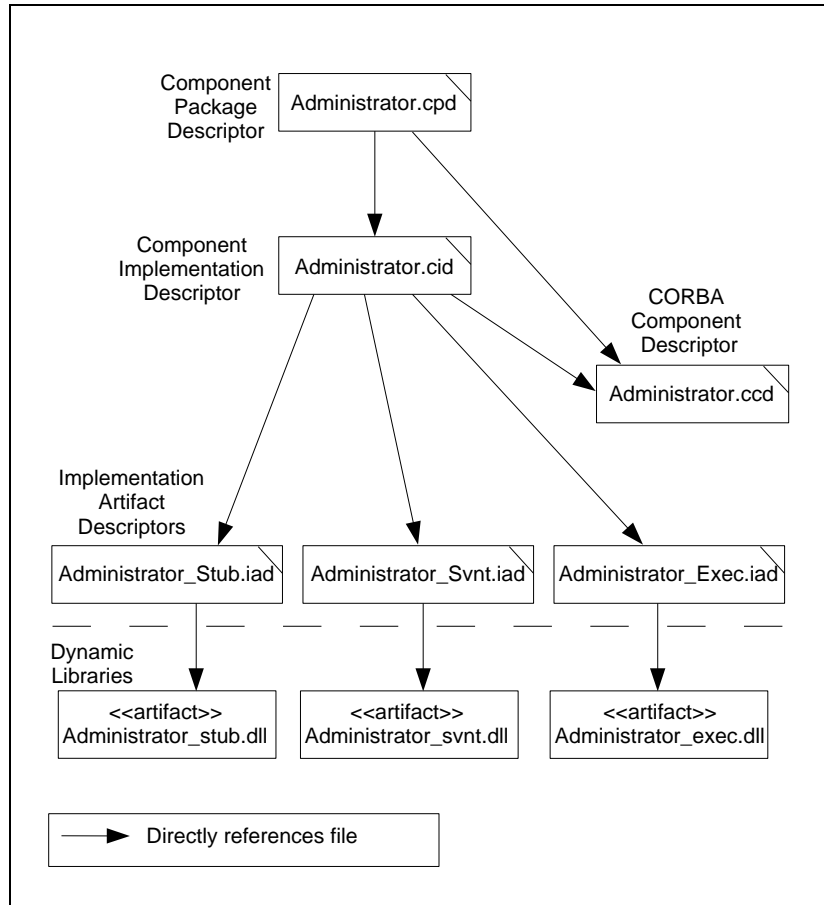 Component
Package
Descriptor
Administrator.cpd
Component
Implementation
Descriptor
Administrator.cid
CORBA
Component
Descriptor
Administrator.ccd
Implementation
Artifact
Descriptors
Administrator_Stub.iad
Administrator_Svnt.iad
Administrator_Exec.iad
Dynamic
Libraries
<<artifact>>
Administrator_stub.dll
<<artifact>>
Administrator_svnt.dll
<<artifact>>
Administrator_exec.dll
Directly references file